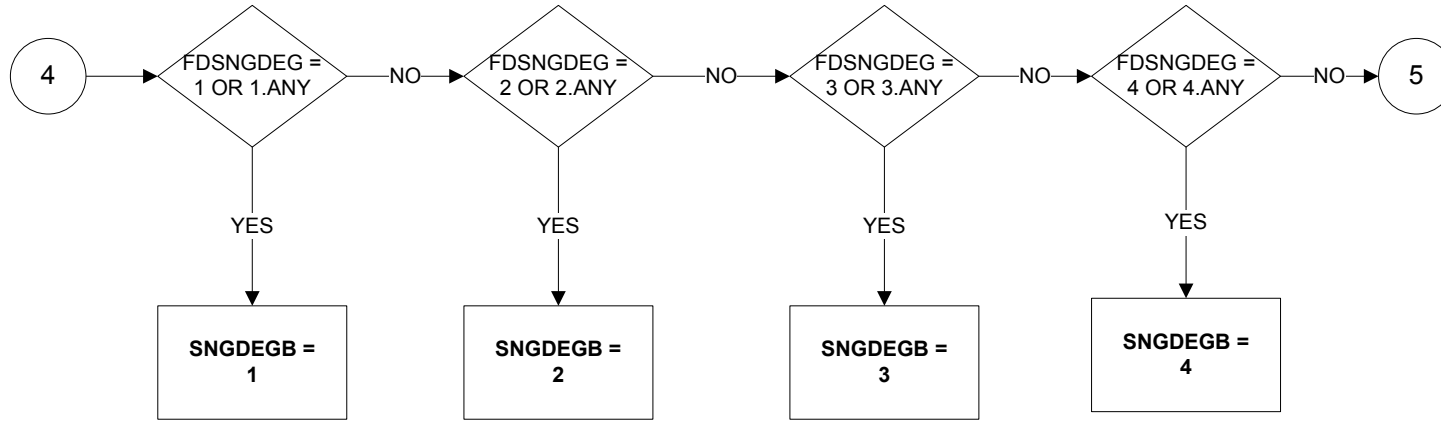 4
FDSNGDEG =
1 OR 1.ANY
NO
FDSNGDEG =
2 OR 2.ANY
NO
FDSNGDEG =
3 OR 3.ANY
NO
FDSNGDEG =
4 OR 4.ANY
NO
5
YES
YES
YES
YES
SNGDEGB =
1
SNGDEGB =
2
SNGDEGB =
3
SNGDEGB =
4